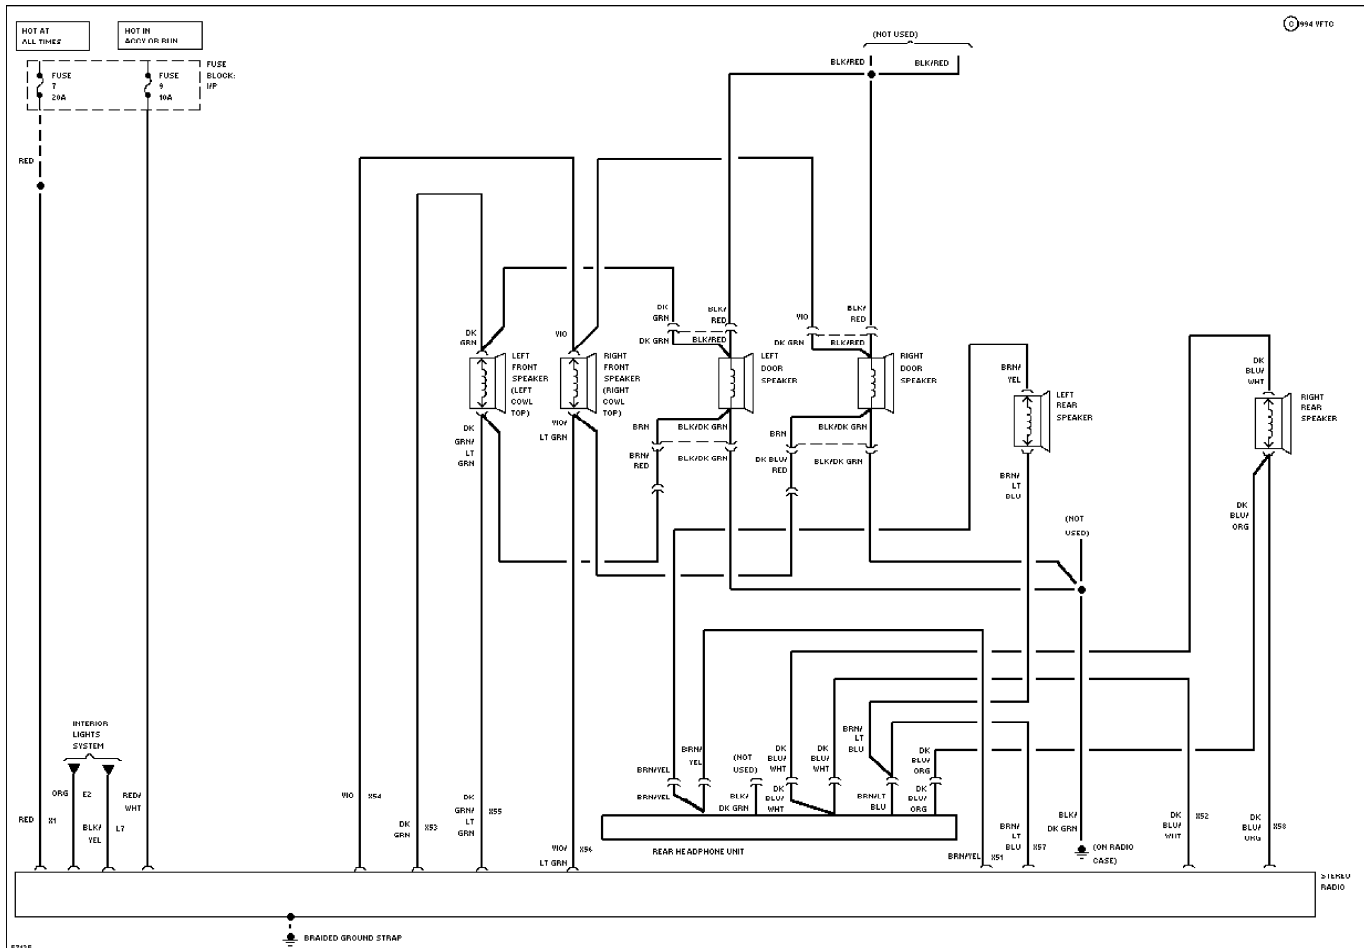 HOT AT
ALL TIMES
HOT IN
ACCY OR RUN
© 1994 VFTC
(NOT USED)
BLK/RED
BLK/RED
FUSE
7
20A
FUSE
9
10A
FUSE
BLOCK:
I/P
RED
DK
GRN
BLK/
RED
VIO
BLK/
RED
DK
GRN
VIO
DK GRN
BLK/RED
DK GRN
BLK/RED
LEFT
FRONT
SPEAKER
(LEFT
COWL
TOP)
RIGHT
FRONT
SPEAKER
(RIGHT
COWL
TOP)
LEFT
DOOR
SPEAKER
RIGHT
DOOR
SPEAKER
BRN/
YEL
LEFT
REAR
SPEAKER
DK
BLU/
WHT
RIGHT
REAR
SPEAKER
DK
GRN/
LT
GRN
VIO/
LT GRN
BRN
BLK/DK GRN
BRN
BLK/DK GRN
BRN/
RED
BLK/DK GRN
DK BLU/
RED
BLK/DK GRN
BRN/
LT
BLU
DK
BLU/
ORG
(NOT
USED)
INTERIOR
LIGHTS
SYSTEM
BRN/YEL
BRN/
YEL
(NOT
USED)
DK
BLU/
WHT
DK
BLU/
WHT
BRN/
LT
BLU
DK
BLU/
ORG
RED
X1
ORG
E2
BLK/
YEL
L7
RED/
WHT
VIO
X54
DK
GRN
X53
DK
GRN/
LT
GRN
X55
VIO/
LT GRN
X56
BRN/YEL
BLK/
DK GRN
DK
BLU/
WHT
BRN/LT
BLU
DK
BLU/
ORG
REAR HEADPHONE UNIT
BRN/YEL
X51
BRN/
LT
BLU
X57
BLK/
DK GRN
(ON RADIO
CASE)
DK
BLU/
WHT
X52
DK
BLU/
ORG
X58
STEREO
RADIO
BRAIDED GROUND STRAP